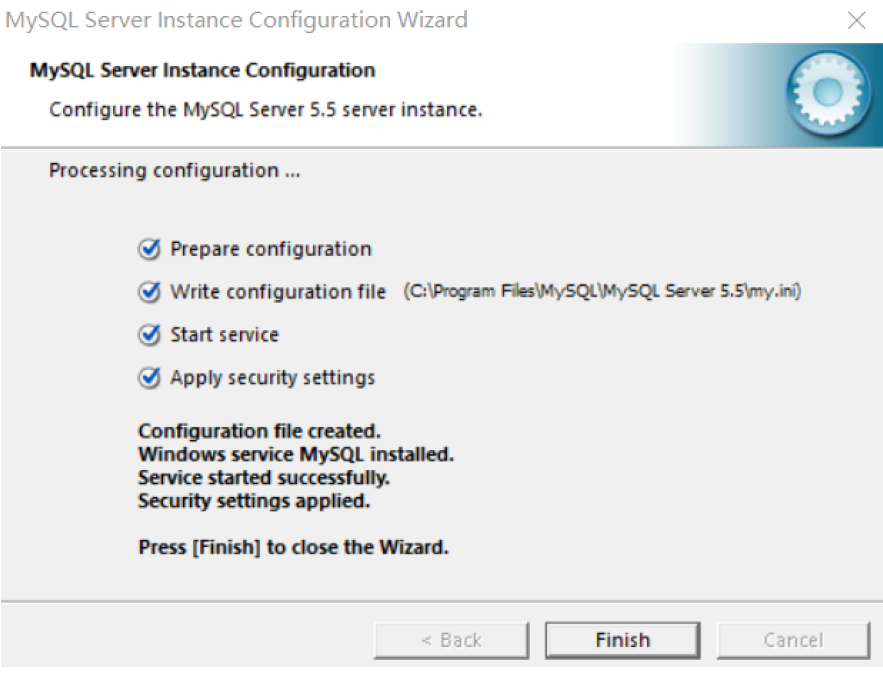 MySQL Server Instance Configuration Wizard
MySQL Server Instance Configuration
Configure the MySQL Server 5.5 server instance.
Processing configuration ...
Prepare configuration
Write configuration file (C:\Program Files\MySQL\MySQL Server 5.5\my.ini)
Start service
Apply security settings
Configuration file created.
Windows service MySQL installed.
Service started successfully.
Security settings applied.
Press [Finish] to close the Wizard.
< Back Finish Cancel